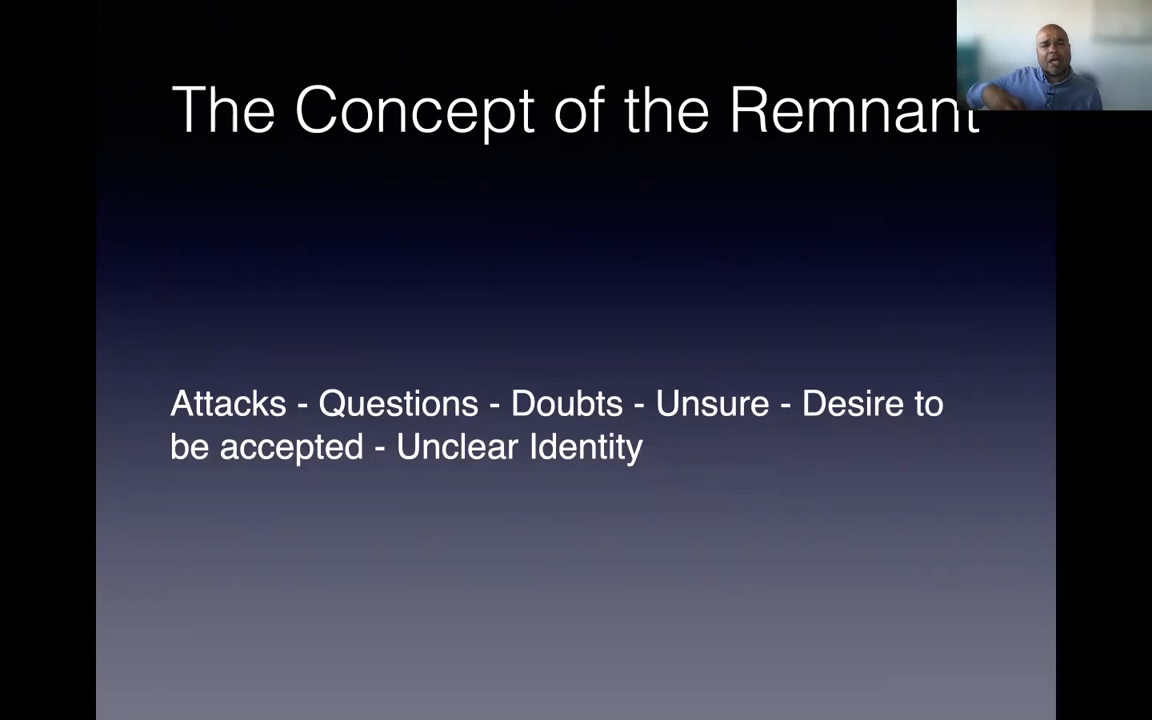 The Concept of the Remnant
Attacks - Questions - Doubts - Unsure - Desire to
be accepted - Unclear Identity